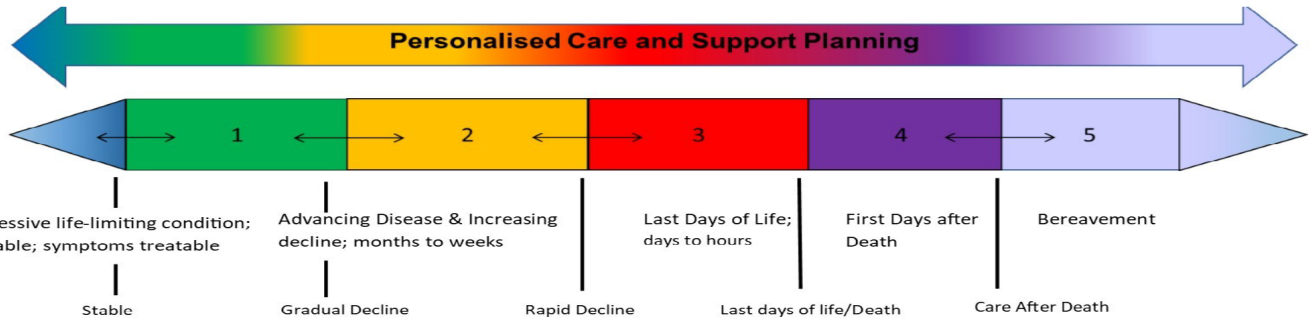 Personalised Care and Support Planning
1 2 3 4 5
life-limiting condition;
symptoms treatable
Advancing Disease & Increasing
decline; months to weeks
Last Days of Life;
days to hours
First Days after
Death
Bereavement
Stable
Gradual Decline
Rapid Decline
Last days of life/Death
Care After Death